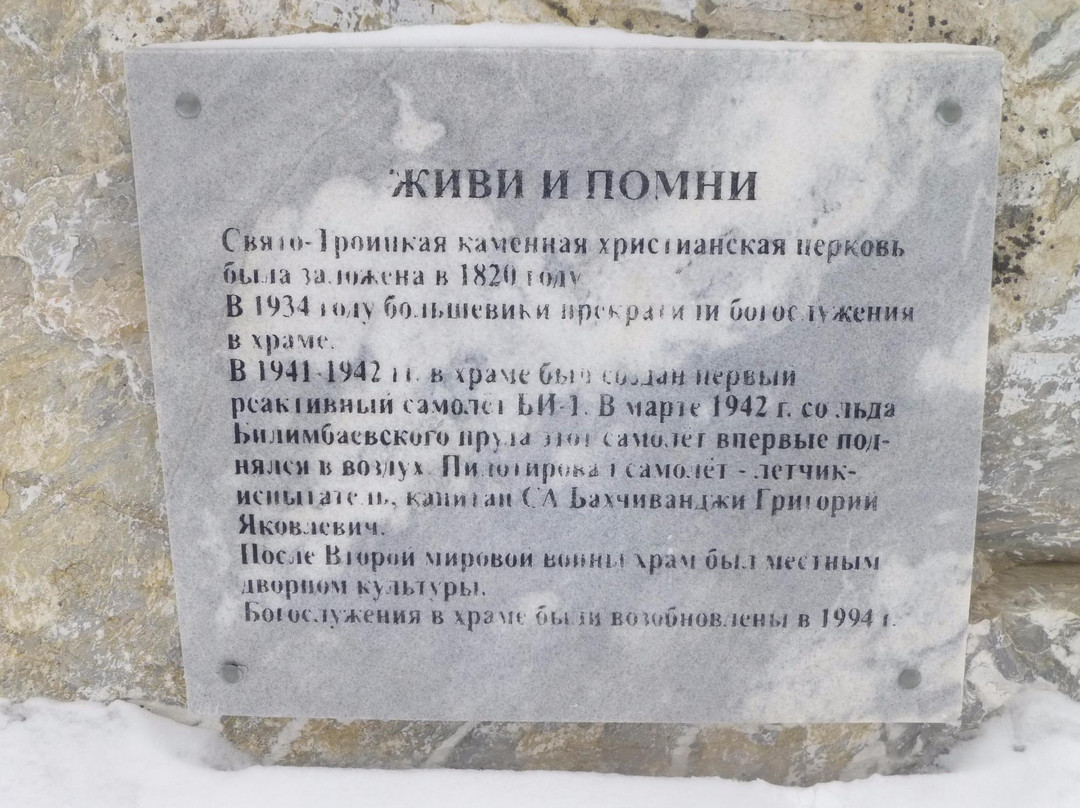 ЖИВИ И ПОМНИ
Свято-Троицкая каменная христианская церковь
была заложена в 1820 году
В 1934 году большевики прекратили богослужения
в храме.
В 1941-1942 гг. в храме был создан первый
реактивный самолет БИ-1. В марте 1942 г. со льда
Билимбаевского пруда этот самолет впервые под-
нялся в воздух. Пилотировал самолёт - летчик-
испытатель, капитан СА Бахчиванджи Григорий
Яковлевич.
После Второй мировой войны храм был местным
дворцом культуры.
Богослужения в храме были возобновлены в 1994 г.